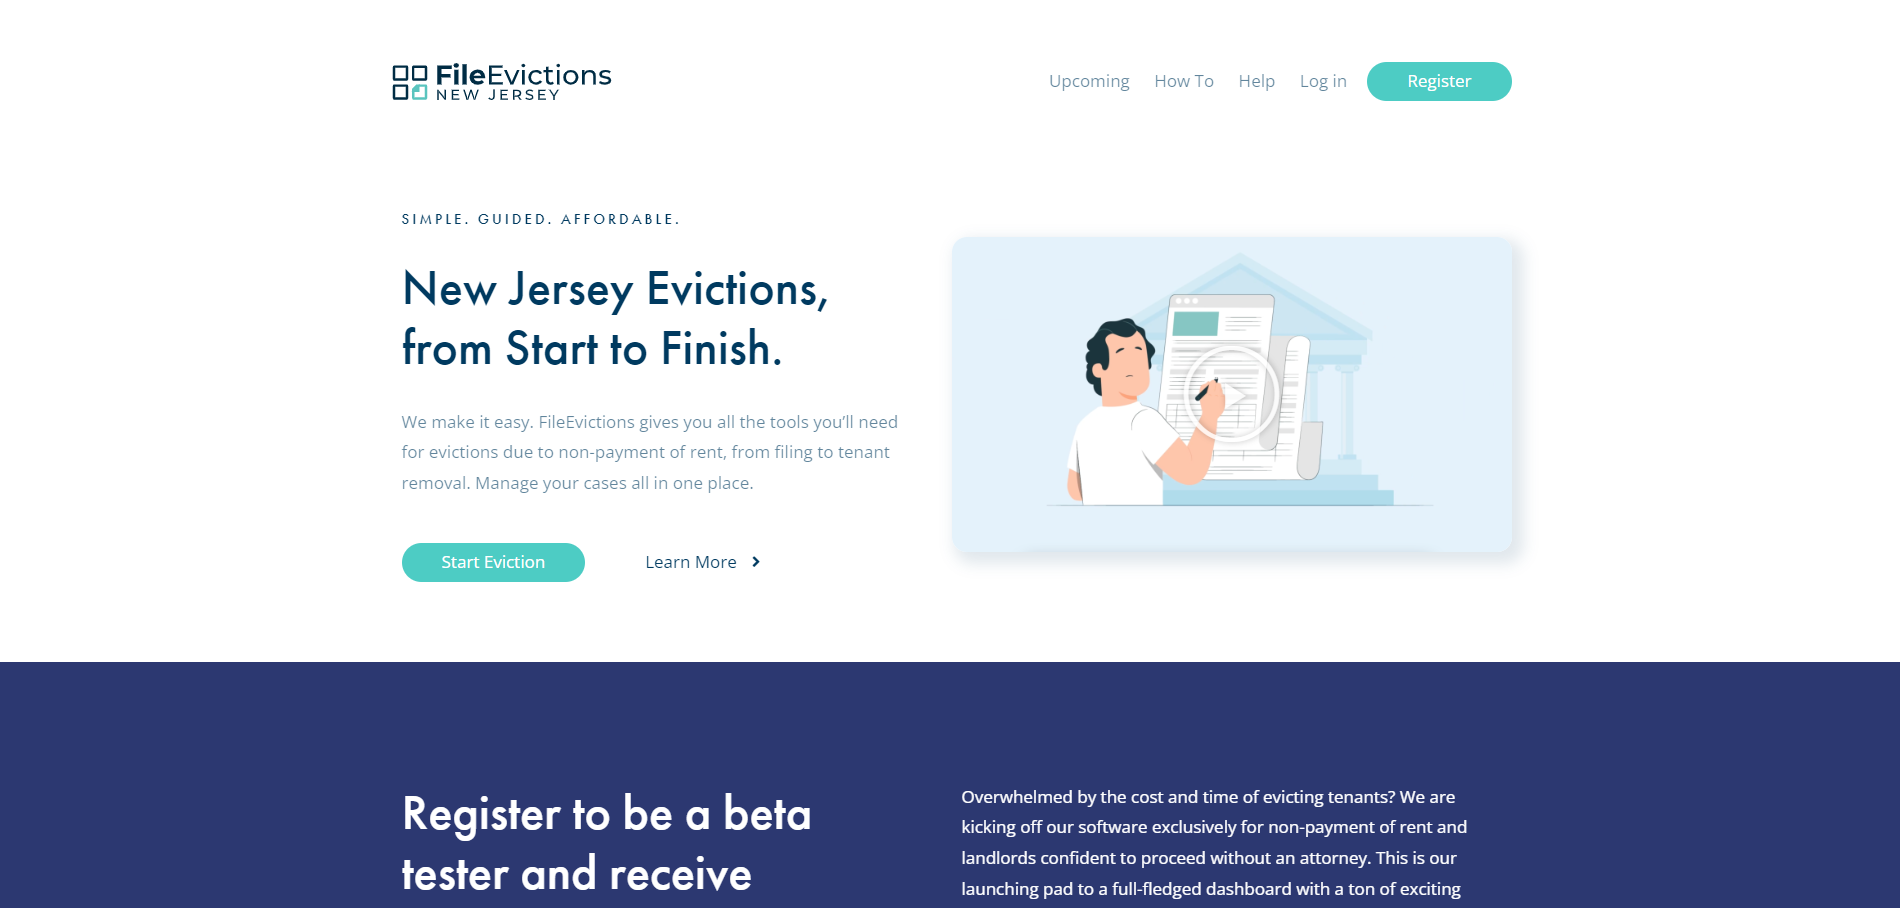 FileEvictions
NEW JERSEY
Upcoming
How To
Help
Log in
Register
SIMPLE. GUIDED. AFFORDABLE.
New Jersey Evictions,
from Start to Finish.
We make it easy. FileEvictions gives you all the tools you’ll need
for evictions due to non-payment of rent, from filing to tenant
removal. Manage your cases all in one place.
Start Eviction
Learn More
Register to be a beta
tester and receive
Overwhelmed by the cost and time of evicting tenants? We are
kicking off our software exclusively for non-payment of rent and
landlords confident to proceed without an attorney. This is our
launching pad to a full-fledged dashboard with a ton of exciting